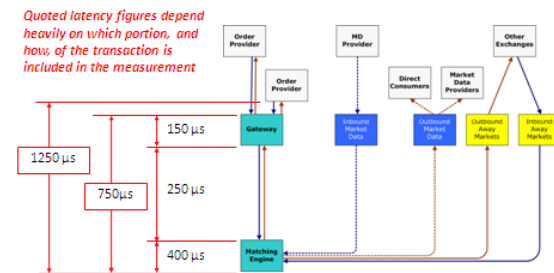 Quoted latency figures depend
heavily on which portion, and
how, of the transaction is
included in the measurement
Order
Provider
MD
Provider
Other
Exchanges
Order
Provider
Direct
Consumers
Market
Data
Providers
150 µs
Gateway
Inbound
Market
Data
Outbound
Market
Data
Outbound
Away
Markets
Inbound
Away
Markets
1250 µs
750µs
250 µs
400 µs
Matching
Engine